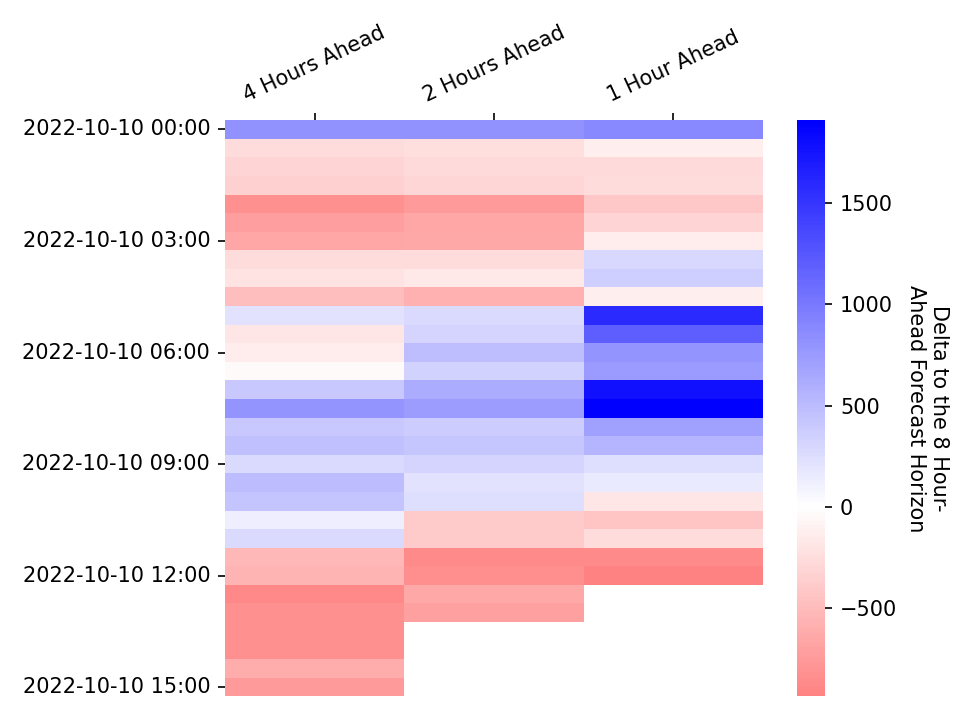 4 Hours Ahead
2 Hours Ahead
1 Hour Ahead
2022-10-10 00:00
2022-10-10 03:00
2022-10-10 06:00
2022-10-10 09:00
2022-10-10 12:00
2022-10-10 15:00
1500
1000
500
0
−500
Delta to the 8 Hour-
Ahead Forecast Horizon